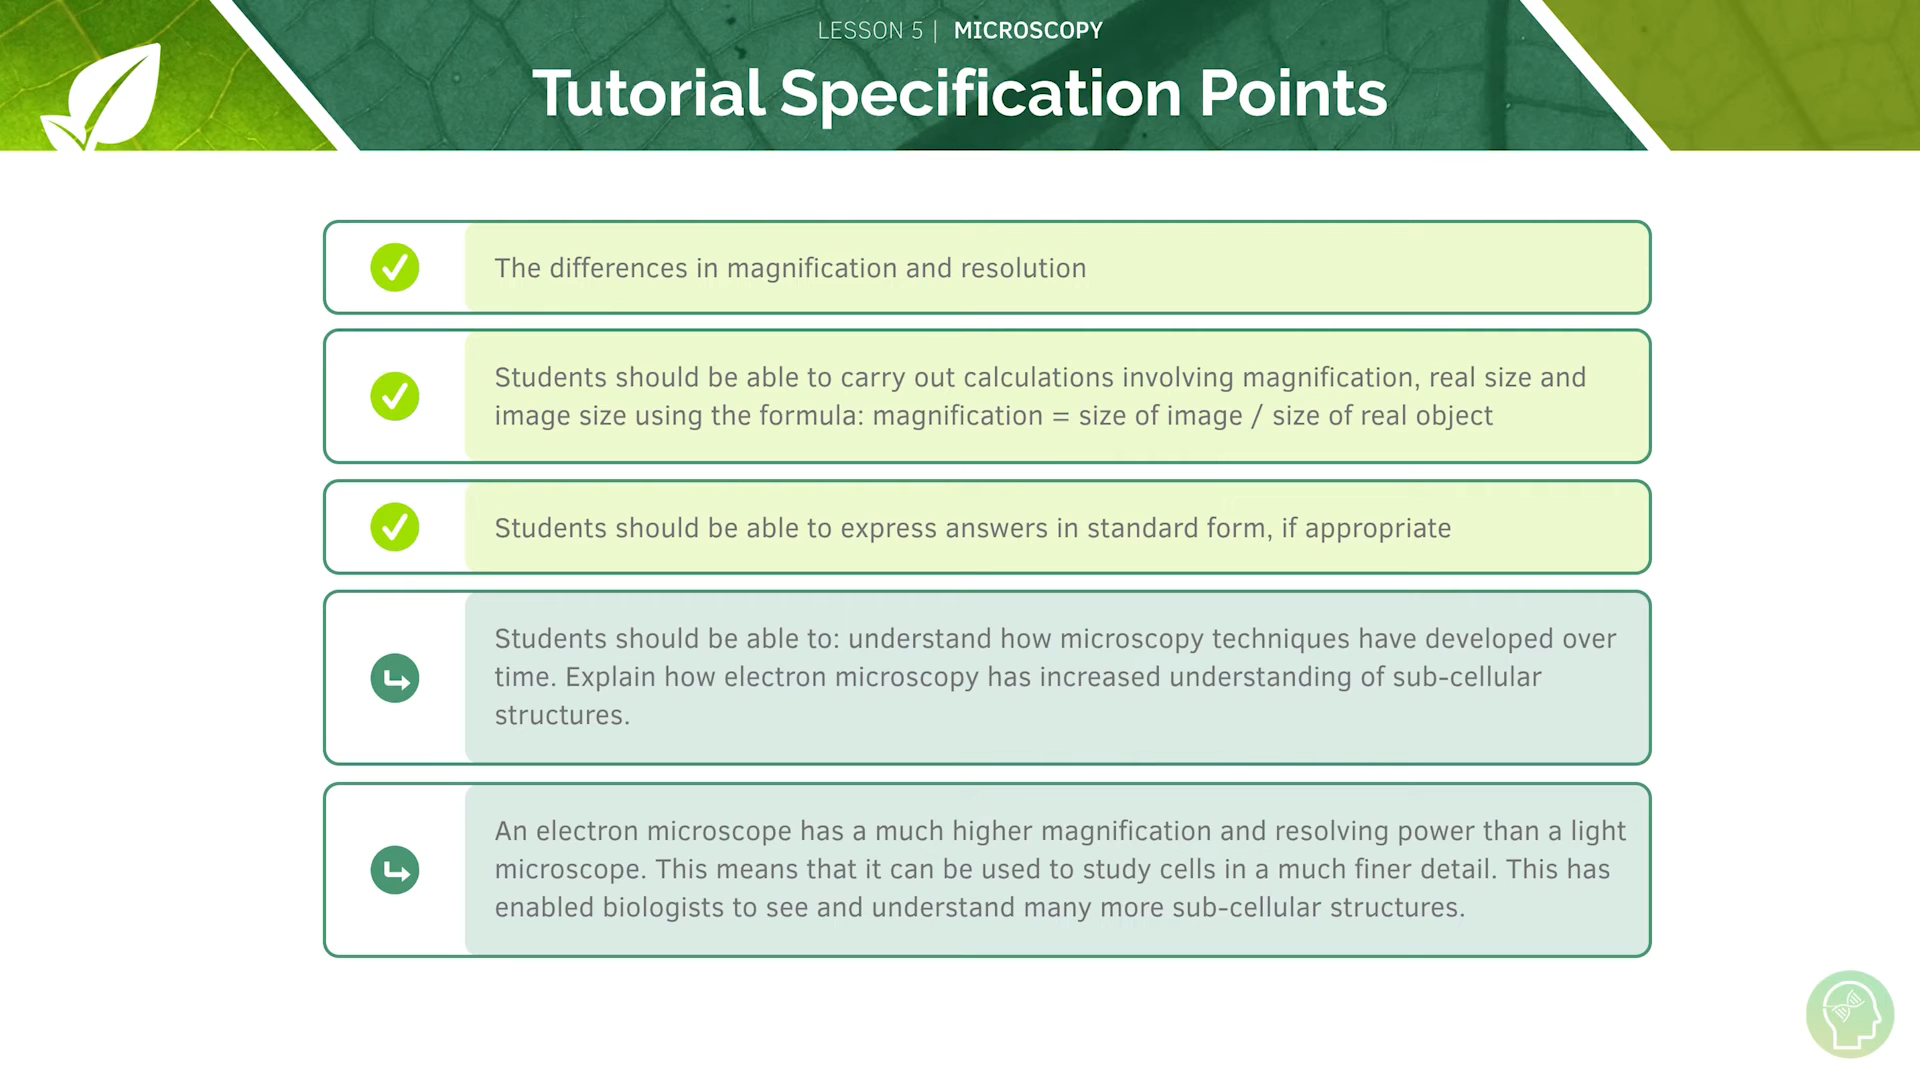 LESSON 5 | MICROSCOPY
Tutorial Specification Points
The differences in magnification and resolution
Students should be able to carry out calculations involving magnification, real size and
image size using the formula: magnification = size of image / size of real object
Students should be able to express answers in standard form, if appropriate
Students should be able to: understand how microscopy techniques have developed over
time. Explain how electron microscopy has increased understanding of sub-cellular
structures.
An electron microscope has a much higher magnification and resolving power than a light
microscope. This means that it can be used to study cells in a much finer detail. This has
enabled biologists to see and understand many more sub-cellular structures.